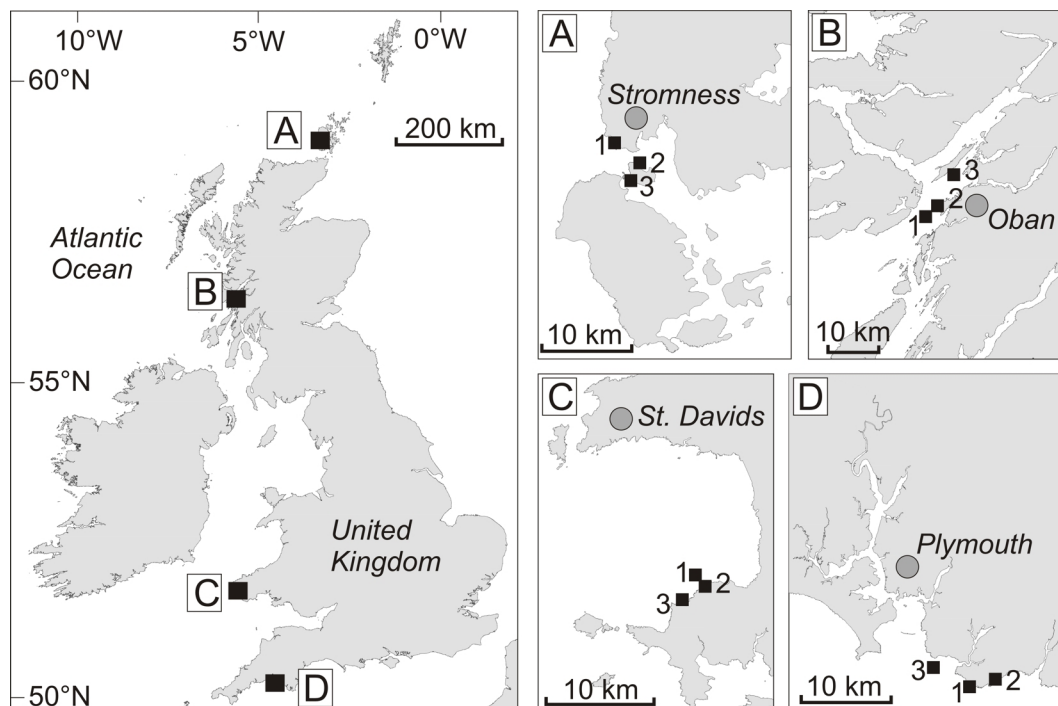 10°W
5°W
0°W
60°N
A
200 km
Atlantic
Ocean
B
55°N
United
Kingdom
C
D
50°N
A
Stromness
1
2
3
10 km
B
3
2
1
Oban
10 km
C
St. Davids
1
2
3
10 km
D
Plymouth
3
1
2
10 km